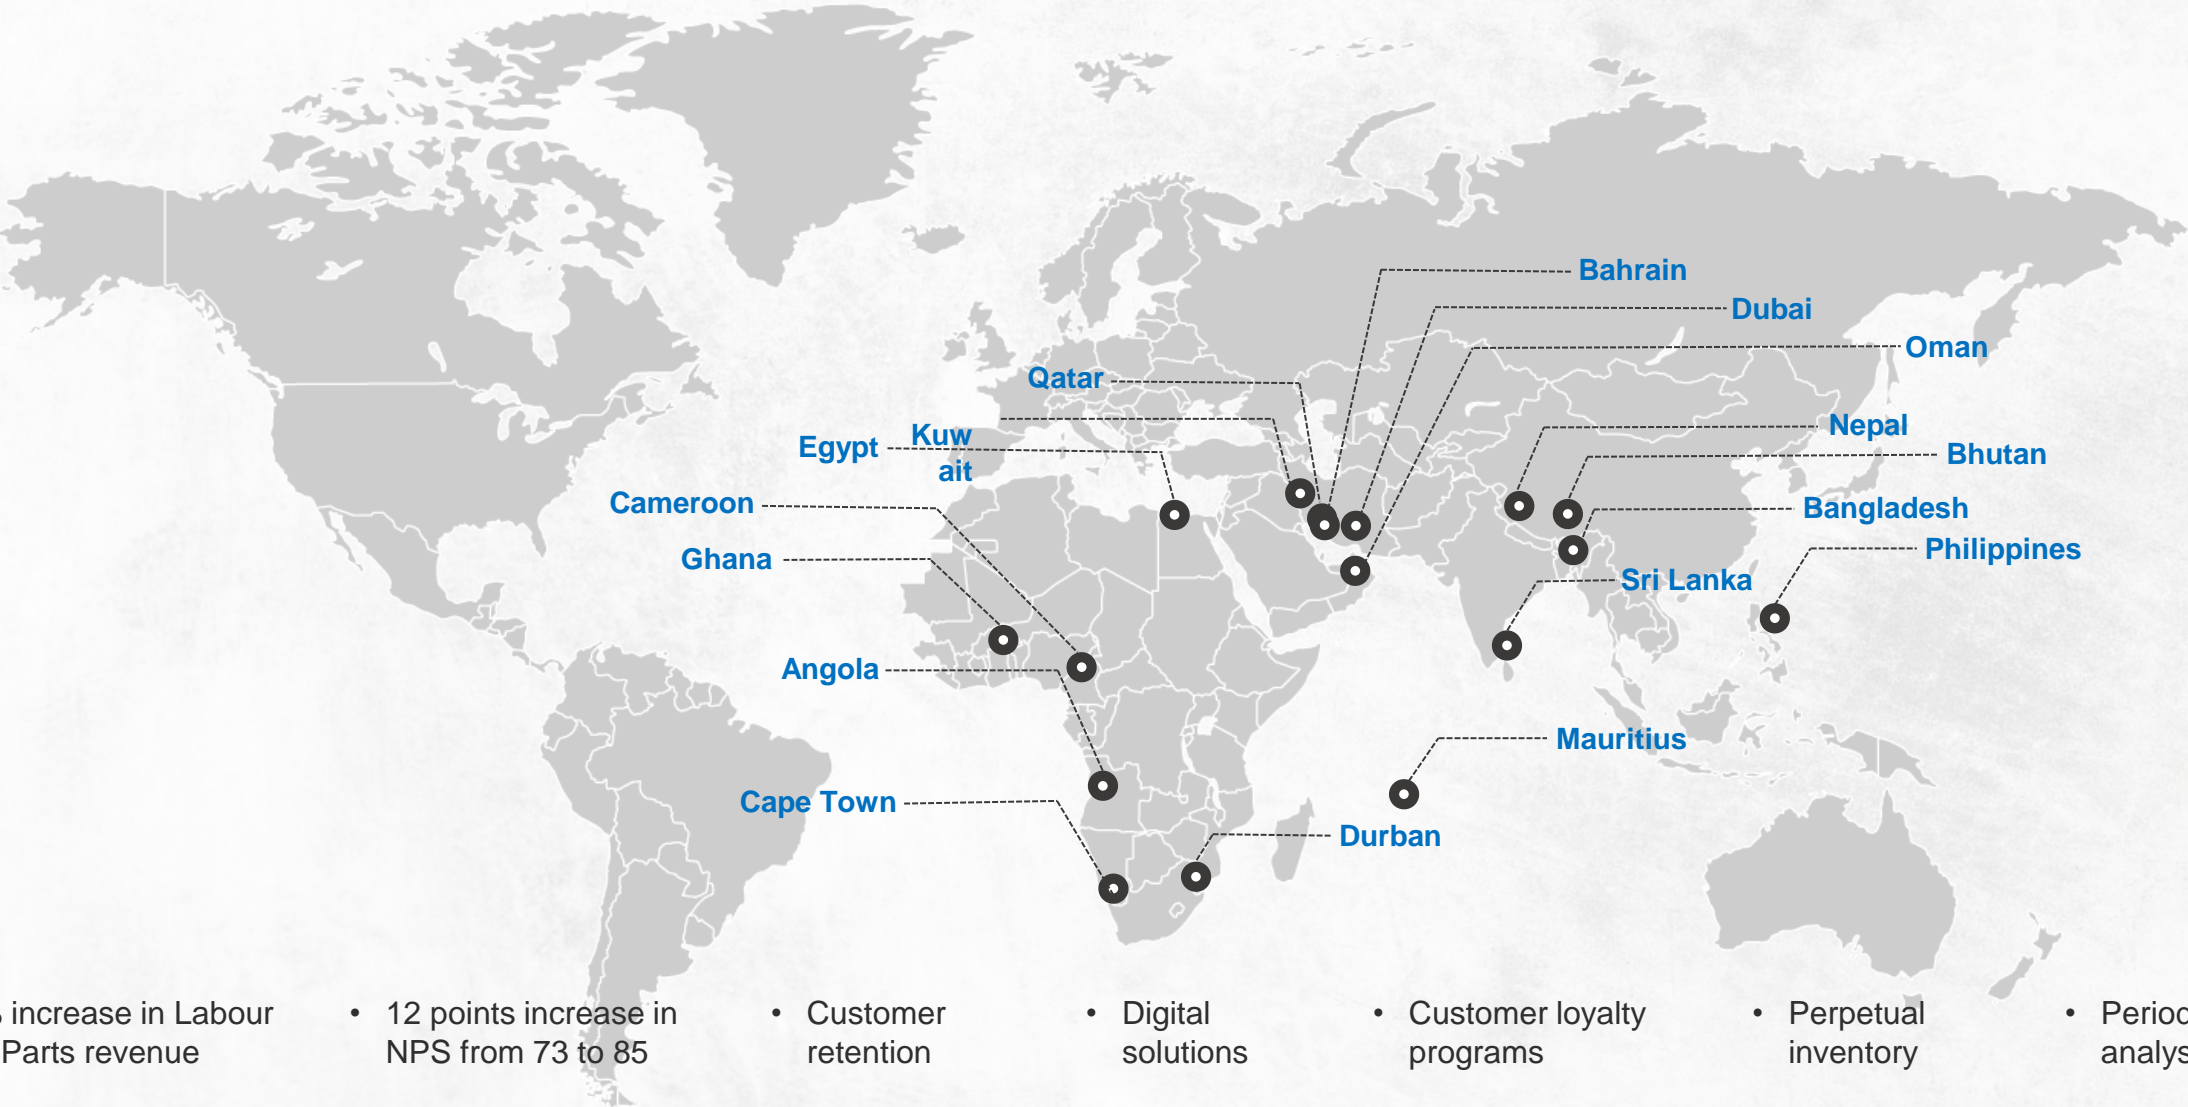 Bahrain
Dubai
Oman
Qatar
Nepal
Kuw
ait
Egypt
Bhutan
Cameroon
Bangladesh
Ghana
Philippines
Sri Lanka
Angola
Mauritius
Cape Town
Durban
increase in Labour
Parts revenue
• 12 points increase in
NPS from 73 to 85
• Customer
retention
• Digital
solutions
• Customer loyalty
programs
• Perpetual
inventory
•